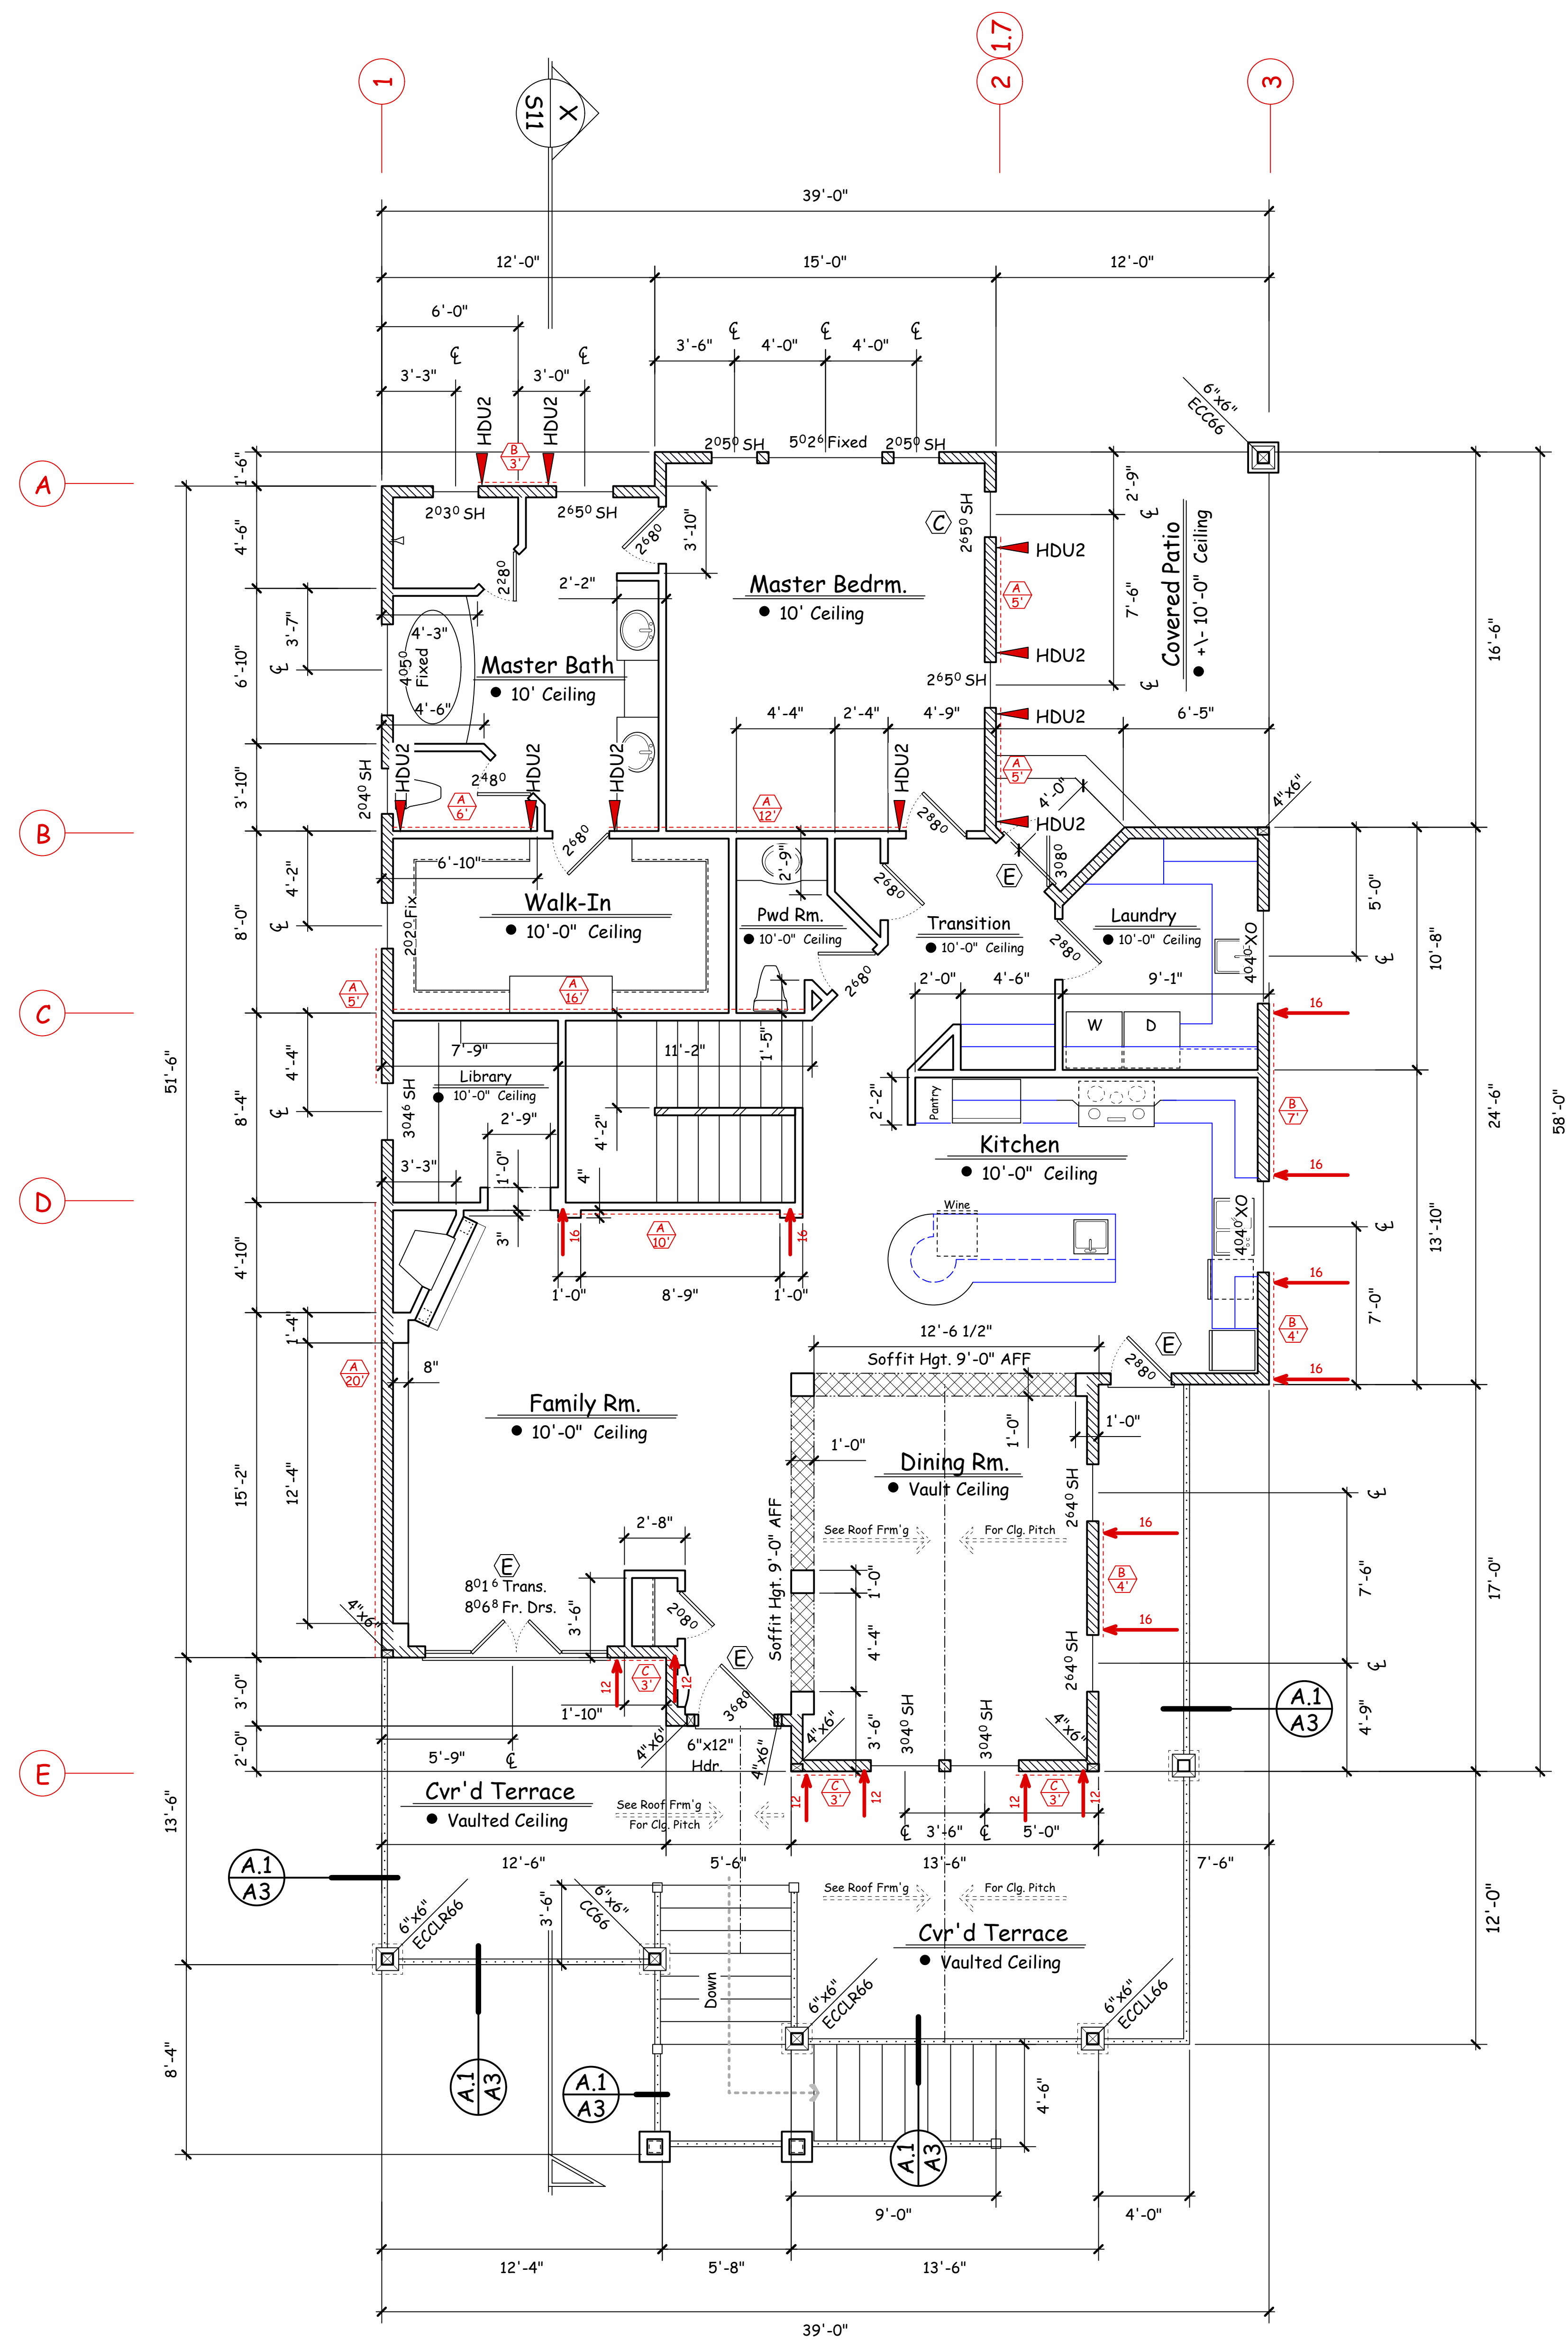 1
2
1.7
3
X
S11
39'-0"
12'-0"
15'-0"
12'-0"
6'-0"
3'-6"
4'-0"
4'-0"
3'-3"
3'-0"
HDU2
HDU2
B
3'
2050 SH
5026 Fixed
2050 SH
6"x6"
ECC66
A
1'-6"
2030 SH
2650 SH
2680
3'-10"
2650 SH
C
2'-9"
HDU2
4'-6"
2280
2'-2"
Master Bedrm.
10' Ceiling
A
5'
7'-6"
Covered Patio
+\- 10'-0" Ceiling
3'-7"
4'-3"
4050
Fixed
Master Bath
10' Ceiling
HDU2
16'-6"
6'-10"
4'-6"
2650 SH
4'-4"
2'-4"
4'-9"
HDU2
6'-5"
HDU2
HDU2
HDU2
HDU2
2040 SH
2480
A
6'
A
12'
A
5'
4'-0"
4"x6"
3'-10"
B
2680
2880
HDU2
3080
E
6'-10"
2'-9"
2680
4'-2"
Walk-In
10'-0" Ceiling
Pwd Rm.
10'-0" Ceiling
Transition
10'-0" Ceiling
Laundry
10'-0" Ceiling
5'-0"
8'-0"
2020 Fix.
2880
4040 XO
10'-8"
A
5'
A
16'
2680
2'-0"
4'-6"
9'-1"
C
16
W
D
7'-9"
11'-2"
1'-5"
51'-6"
4'-4"
Library
10'-0" Ceiling
8'-4"
3046 SH
2'-9"
4'-2"
2'-2"
Pantry
B
7'
24'-6"
58'-0"
Kitchen
10'-0" Ceiling
3'-3"
1'-0"
4"
16
D
3"
16
A
10'
16
Wine
4040 XO
13'-10"
4'-10"
1'-0"
8'-9"
1'-0"
16
7'-0"
1'-4"
12'-6 1/2"
E
B
4'
Soffit Hgt. 9'-0" AFF
2880
16
A
20'
8"
Family Rm.
10'-0" Ceiling
1'-0"
1'-0"
1'-0"
Dining Rm.
Vault Ceiling
15'-2"
12'-4"
2640 SH
2'-8"
Soffit Hgt. 9'-0" AFF
See Roof Frm'g
For Clg. Pitch
16
17'-0"
E
8016 Trans.
8068 Fr. Drs.
3'-6"
2080
1'-0"
B
4'
7'-6"
4"x6"
16
E
4'-4"
2640 SH
12
C
3'
12
3'-0"
1'-10"
3680
4"x6"
6"x12"
Hdr.
4"x6"
4"x6"
3'-6"
3040 SH
3040 SH
4"x6"
A.1
A3
4'-9"
2'-0"
5'-9"
E
Cvr'd Terrace
Vaulted Ceiling
See Roof Frm'g
For Clg. Pitch
12
C
3'
12
12
C
3'
12
3'-6"
5'-0"
13'-6"
12'-6"
5'-6"
13'-6"
7'-6"
A.1
A3
6"x6"
ECCLR66
3'-6"
6"x6"
CC66
See Roof Frm'g
For Clg. Pitch
12'-0"
Cvr'd Terrace
Vaulted Ceiling
Down
6"x6"
ECCLR66
6"x6"
ECCLL66
8'-4"
A.1
A3
A.1
A3
4'-6"
A.1
A3
9'-0"
4'-0"
12'-4"
5'-8"
13'-6"
39'-0"